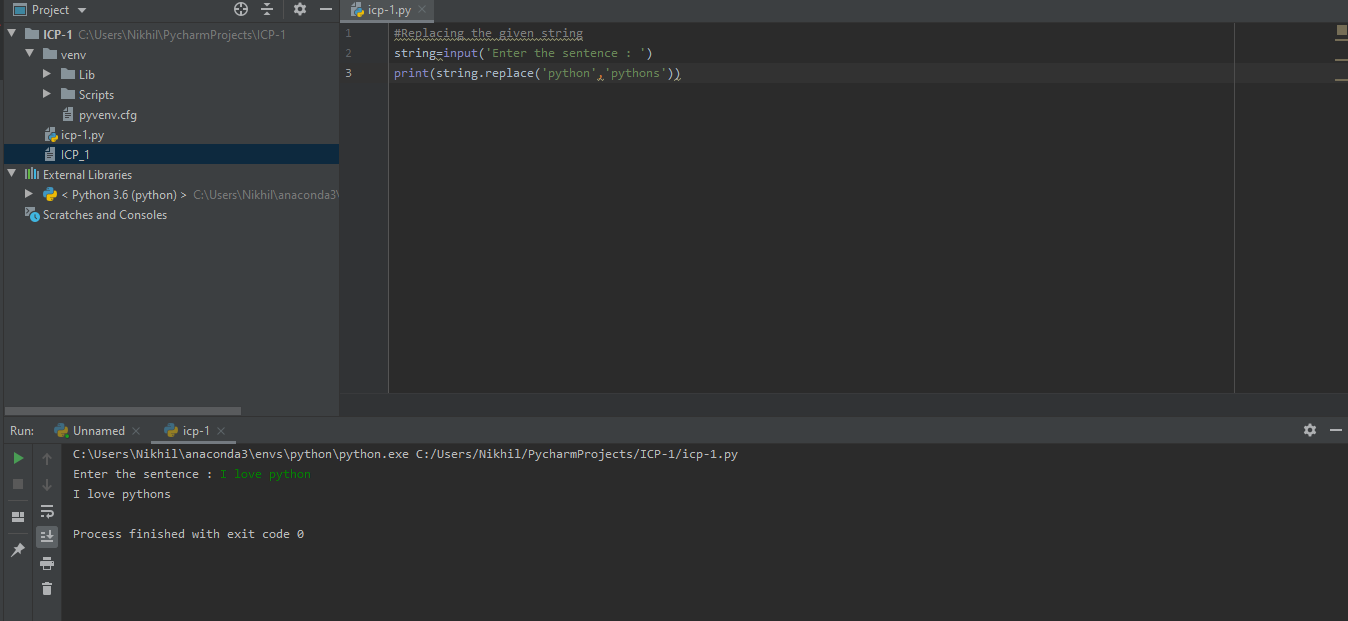 Project
ICP-1 C:\Users\Nikhil\PycharmProjects\ICP-1
venv
Lib
Scripts
pyvenv.cfg
icp-1.py
ICP_1
External Libraries
< Python 3.6 (python) > C:\Users\Nikhil\anaconda3\
Scratches and Consoles
icp-1.py
1 #Replacing the given string
2 string=input('Enter the sentence : ')
3 print(string.replace('python','pythons'))
Run: Unnamed icp-1
C:\Users\Nikhil\anaconda3\envs\python\python.exe C:/Users/Nikhil/PycharmProjects/ICP-1/icp-1.py
Enter the sentence : I love python
I love pythons
Process finished with exit code 0